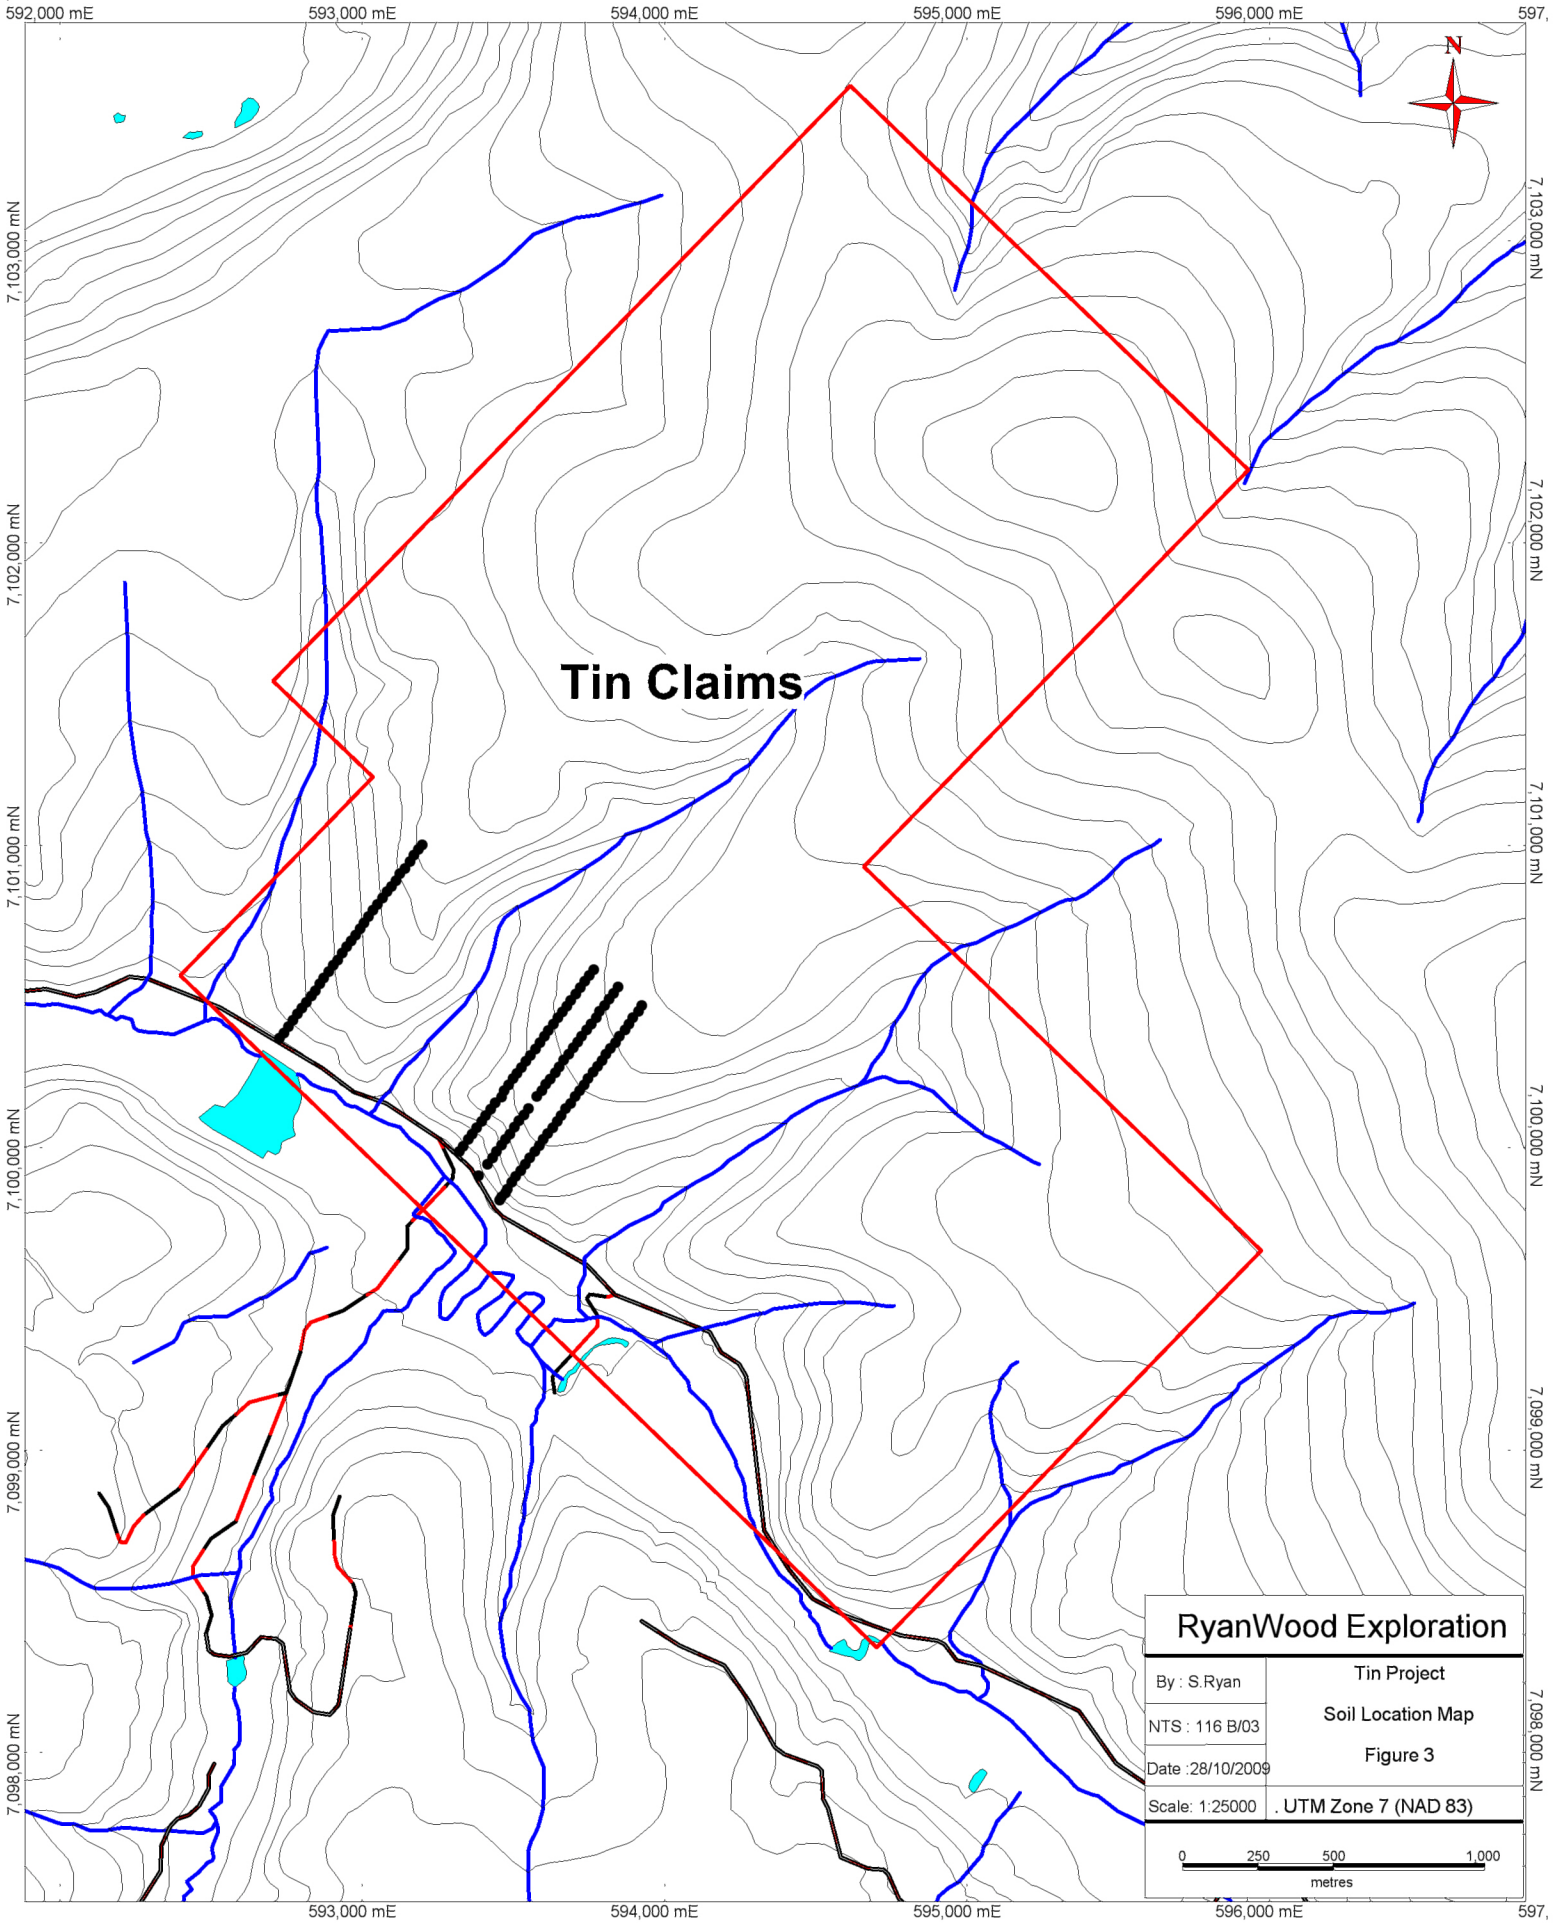 592,000 mE
593,000 mE
594,000 mE
595,000 mE
596,000 mE
597,
N
7,103,000 mN
7,103,000 mN
7,102,000 mN
7,102,000 mN
Tin Claims
7,101,000 mN
7,101,000 mN
7,100,000 mN
7,100,000 mN
7,099,000 mN
7,099,000 mN
7,098,000 mN
7,098,000 mN
RyanWood Exploration
By : S.Ryan
Tin Project
Soil Location Map
NTS : 116 B/03
Figure 3
Date :28/10/2009
Scale: 1:25000
. UTM Zone 7 (NAD 83)
0 250 500 1,000
metres
593,000 mE
594,000 mE
595,000 mE
596,000 mE
597,